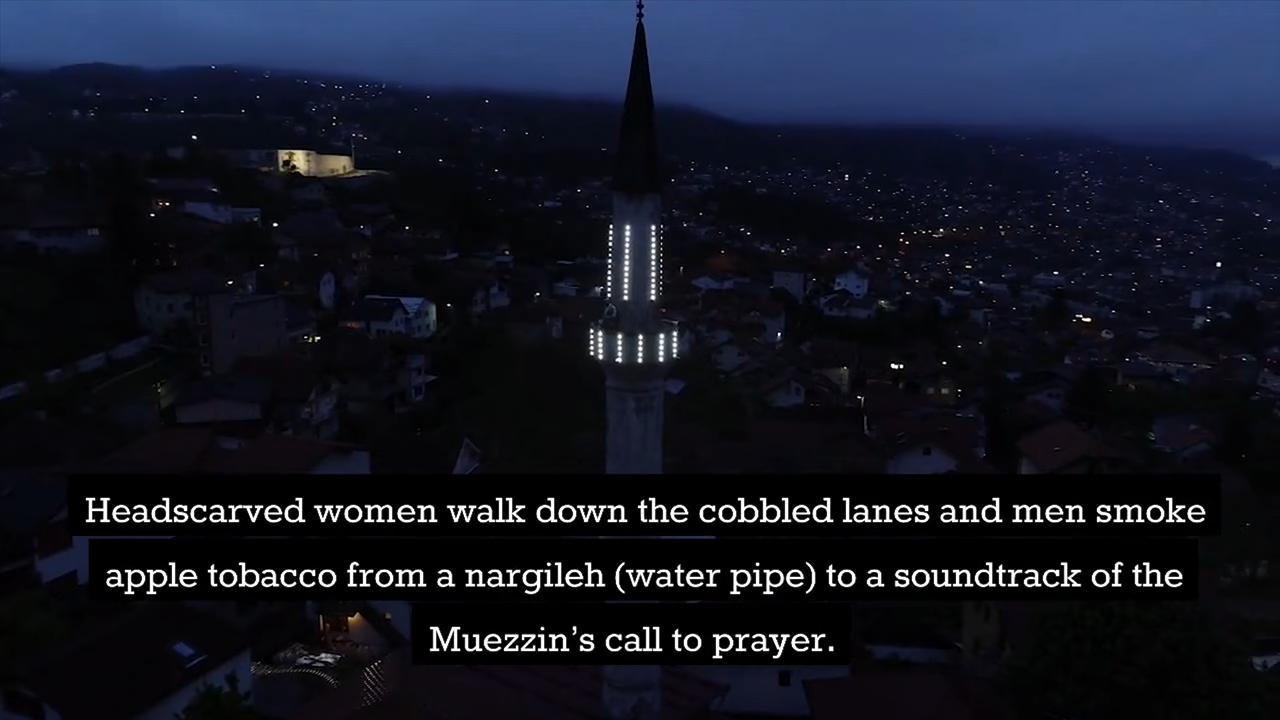 Headscarved women walk down the cobbled lanes and men smoke
apple tobacco from a nargileh (water pipe) to a soundtrack of the
Muezzin’s call to prayer.